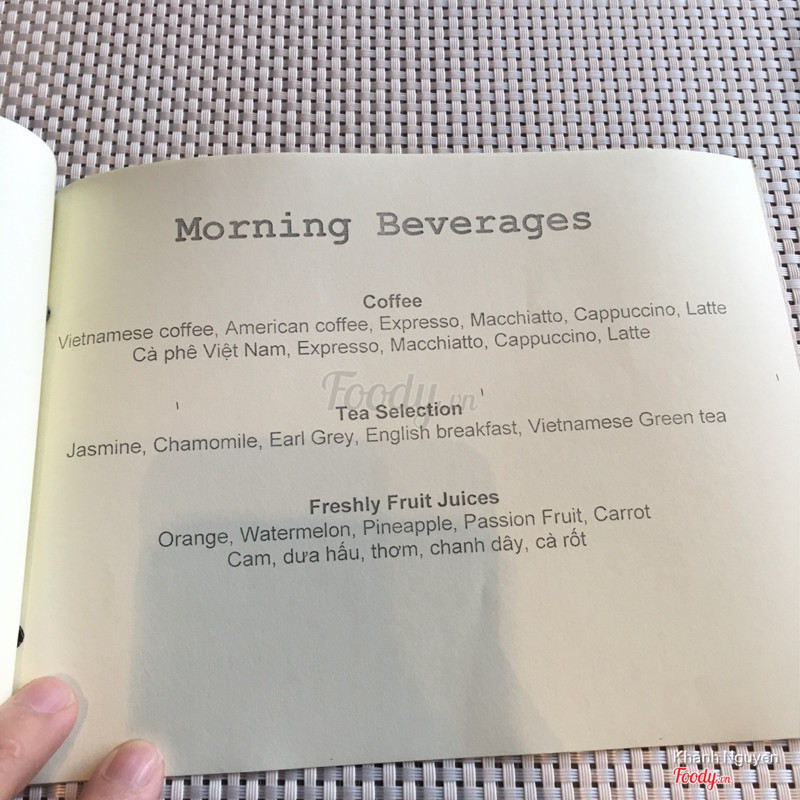 Morning Beverages
Coffee
Vietnamese coffee, American coffee, Expresso, Macchiatto, Cappuccino, Latte
Cà phê Việt Nam, Expresso, Macchiatto, Cappuccino, Latte
Foody.vn
Tea Selection
Jasmine, Chamomile, Earl Grey, English breakfast, Vietnamese Green tea
Freshly Fruit Juices
Orange, Watermelon, Pineapple, Passion Fruit, Carrot
Cam, dưa hấu, thơm, chanh dây, cà rốt
Khanh Nguyen
Foody.vn